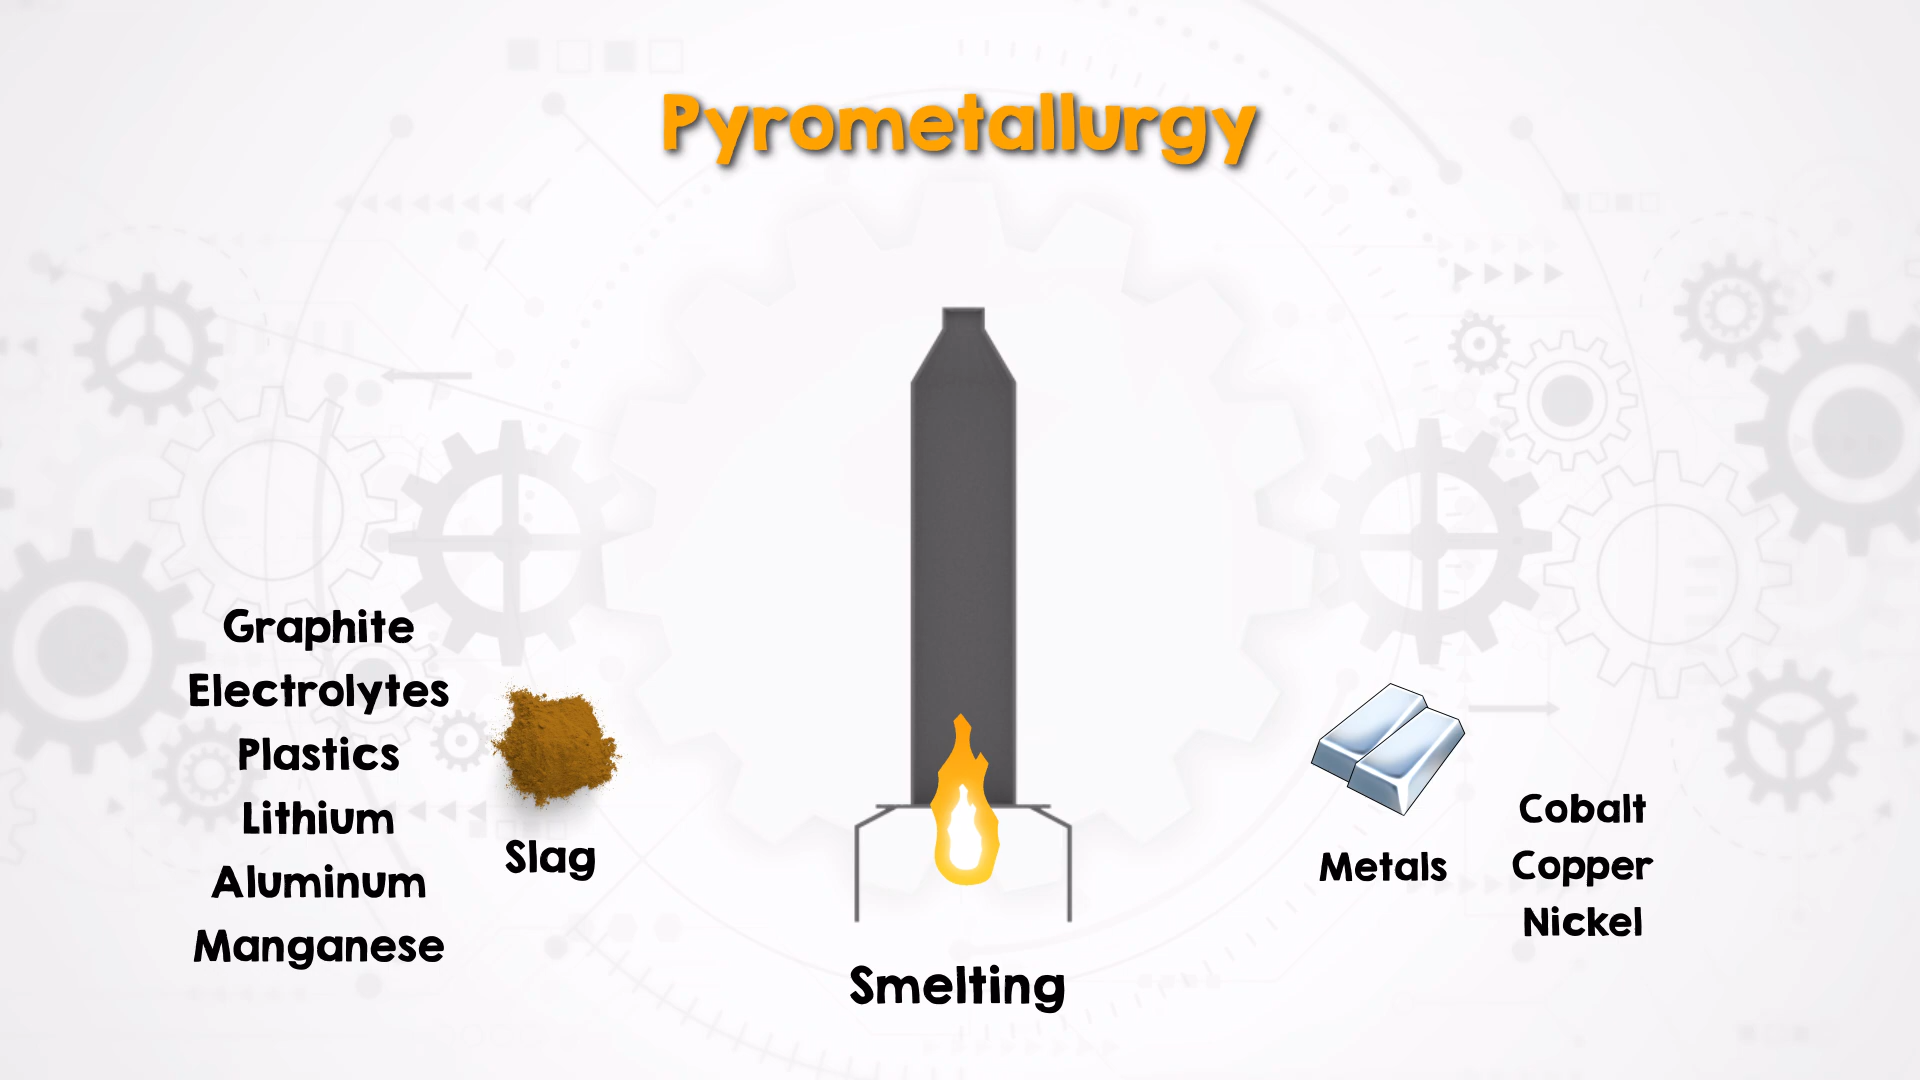 Pyrometallurgy
Graphite
Electrolytes
Plastics
Lithium
Aluminum
Manganese
Slag
Smelting
Metals
Cobalt
Copper
Nickel